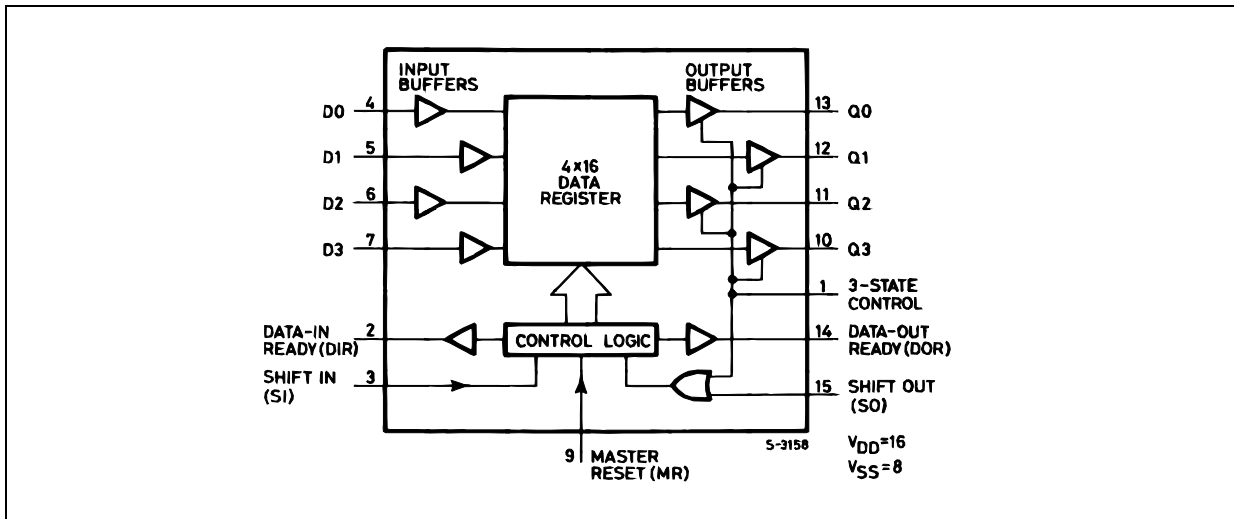 INPUT
BUFFERS
OUTPUT
BUFFERS
D0 4
13 Q0
D1 5
12 Q1
4x16
DATA
REGISTER
D2 6
11 Q2
D3 7
10 Q3
1 3-STATE
CONTROL
DATA-IN 2
READY(DIR)
CONTROL LOGIC
14 DATA-OUT
READY(DOR)
SHIFT IN 3
(SI)
15 SHIFT OUT
(SO)
S-3158
9 MASTER
RESET(MR)
VDD=16
VSS=8